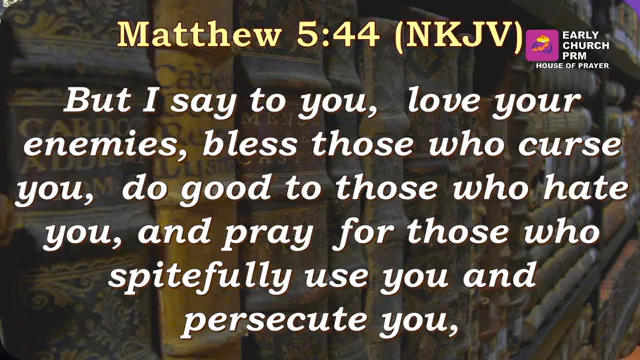 Matthew 5:44 (NKJV)
EARLY
CHURCH
PRM
HOUSE OF PRAYER
But I say to you, love your
enemies, bless those who curse
you, do good to those who hate
you, and pray for those who
spitefully use you and
persecute you,